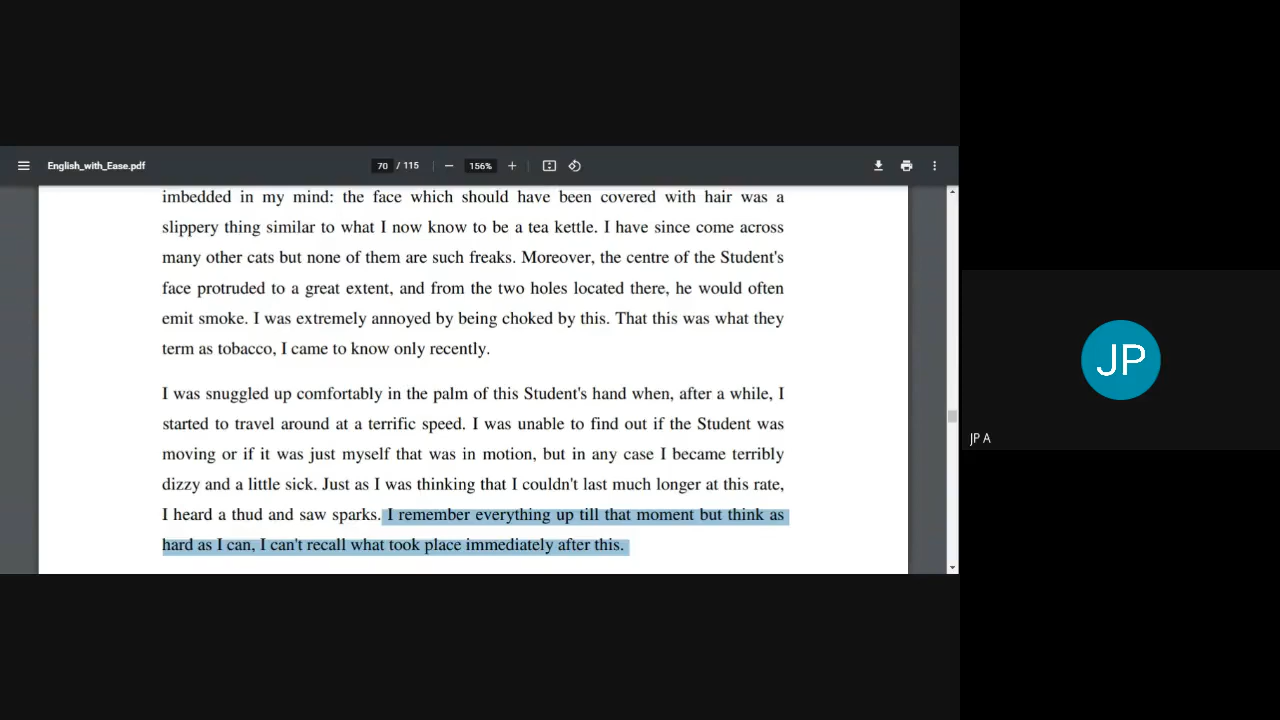 English_with_Ease.pdf
70 / 115
156%
imbedded in my mind: the face which should have been covered with hair was a
slippery thing similar to what I now know to be a tea kettle. I have since come across
many other cats but none of them are such freaks. Moreover, the centre of the Student's
face protruded to a great extent, and from the two holes located there, he would often
emit smoke. I was extremely annoyed by being choked by this. That this was what they
term as tobacco, I came to know only recently.
I was snuggled up comfortably in the palm of this Student's hand when, after a while, I
started to travel around at a terrific speed. I was unable to find out if the Student was
moving or if it was just myself that was in motion, but in any case I became terribly
dizzy and a little sick. Just as I was thinking that I couldn't last much longer at this rate,
I heard a thud and saw sparks. I remember everything up till that moment but think as
hard as I can, I can't recall what took place immediately after this.
JP
JP A